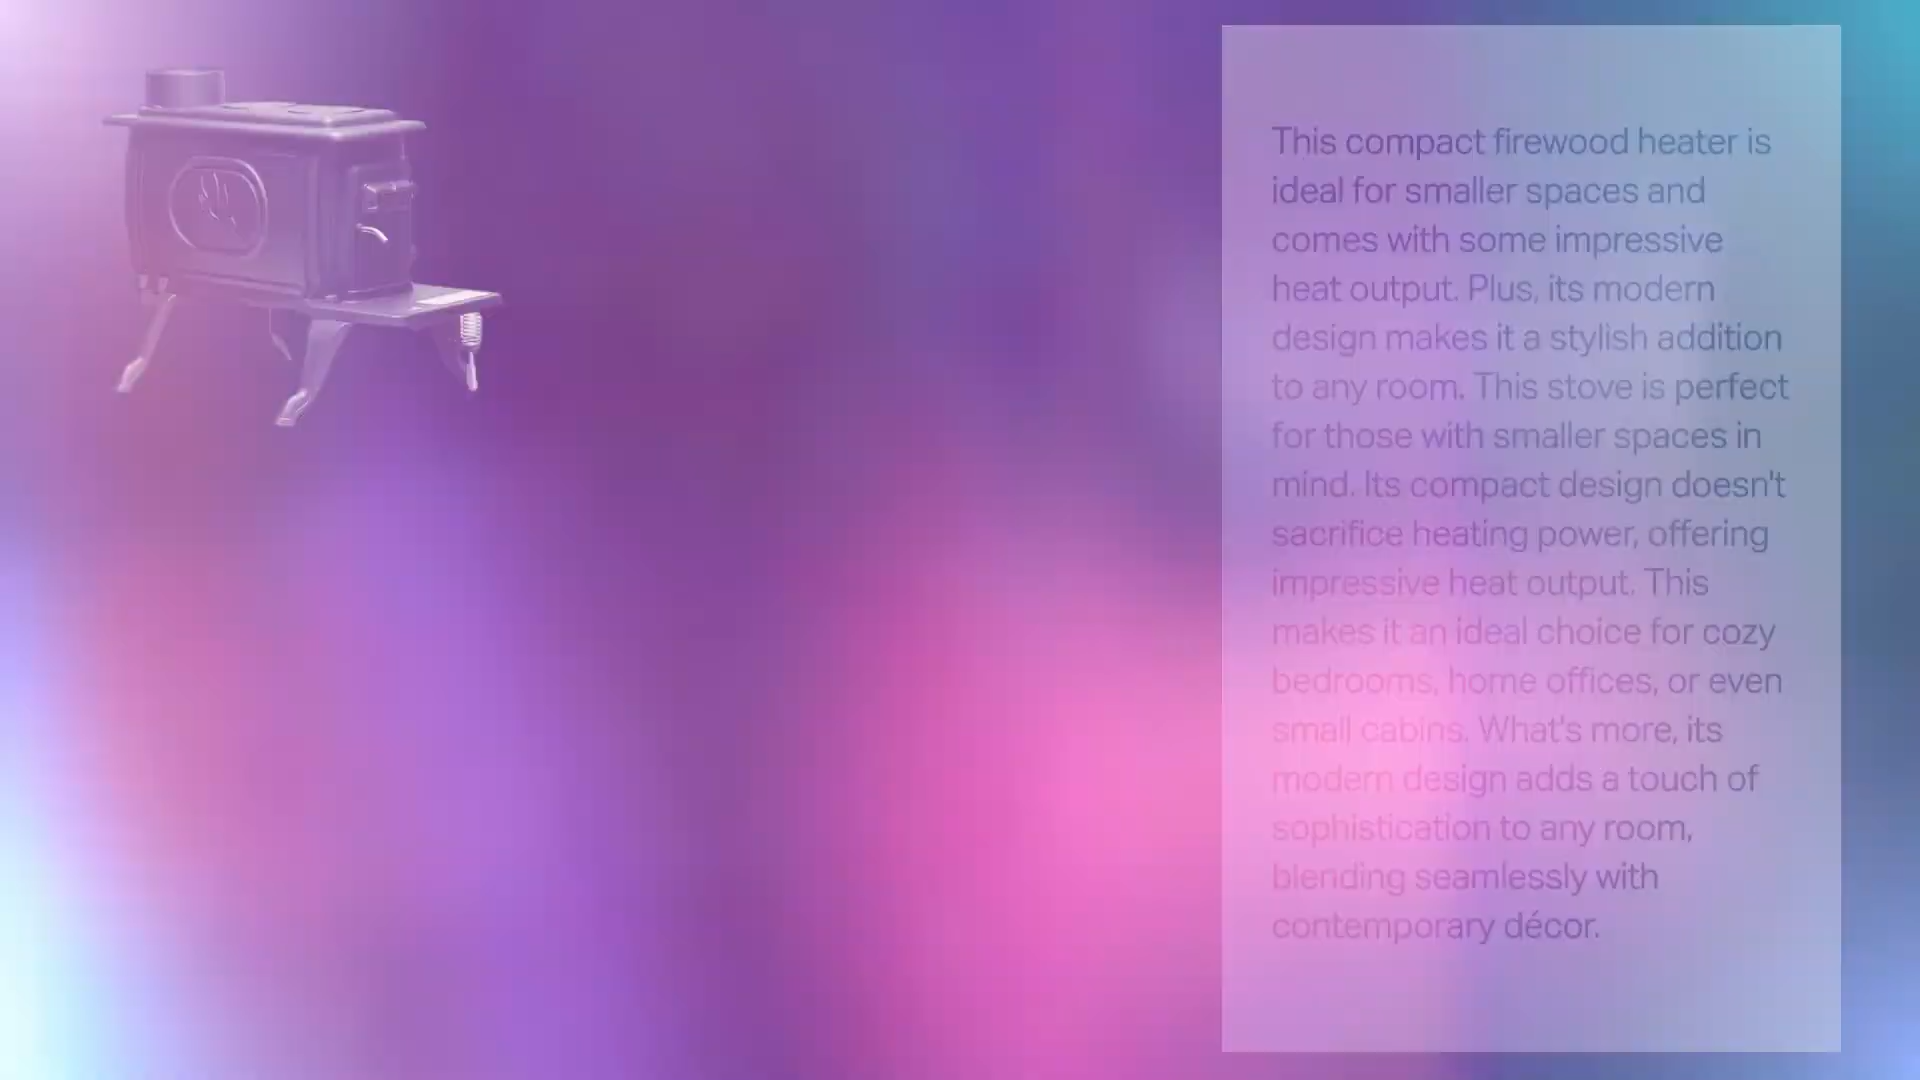 This compact firewood heater is
ideal for smaller spaces and
comes with some impressive
heat output. Plus, its modern
design makes it a stylish addition
to any room. This stove is perfect
for those with smaller spaces in
mind. Its compact design doesn't
sacrifice heating power, offering
impressive heat output. This
makes it an ideal choice for cozy
bedrooms, home offices, or even
small cabins. What's more, its
modern design adds a touch of
sophistication to any room,
blending seamlessly with
contemporary décor.